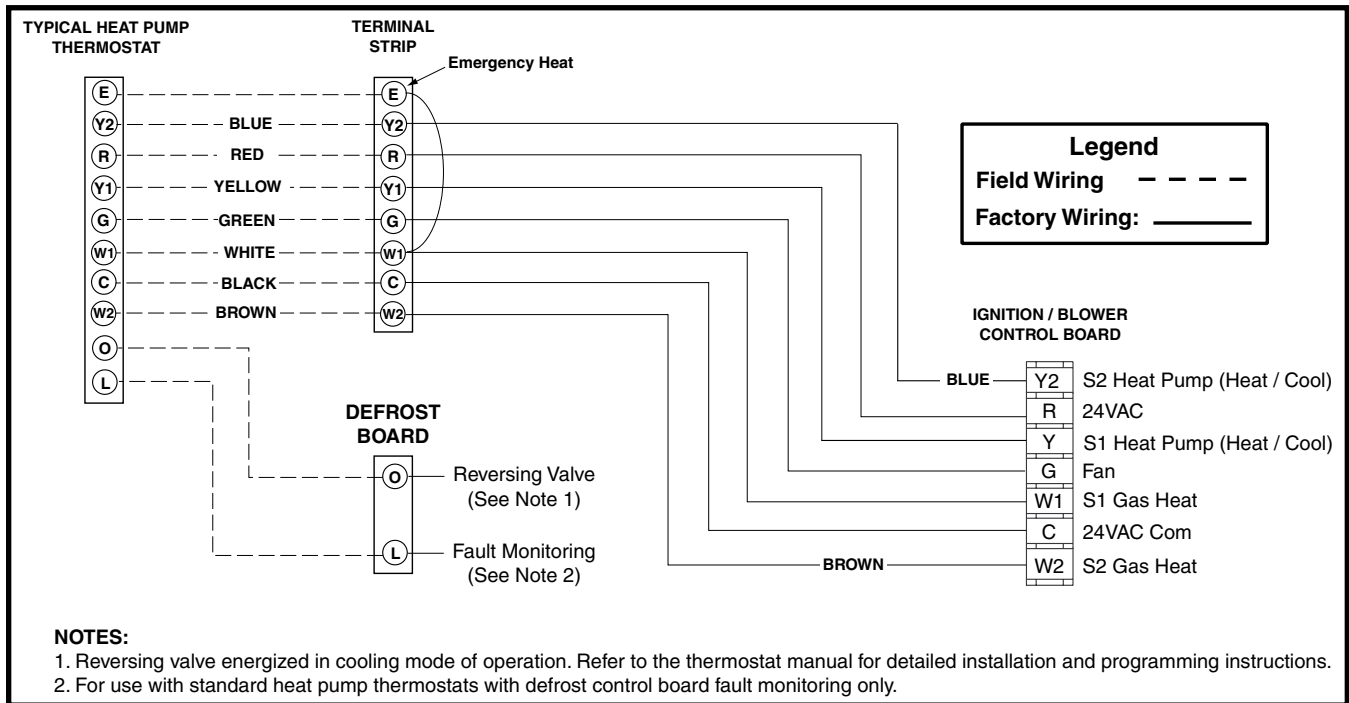 TYPICAL HEAT PUMP
THERMOSTAT
TERMINAL
STRIP
Emergency Heat
E
E
Y2
BLUE
Y2
R
RED
R
Y1
YELLOW
Y1
G
GREEN
G
W1
WHITE
W1
C
BLACK
C
W2
BROWN
W2
O
L
Legend
Field Wiring
Factory Wiring:
DEFROST
BOARD
O
Reversing Valve
(See Note 1)
L
Fault Monitoring
(See Note 2)
IGNITION / BLOWER
CONTROL BOARD
BLUE
Y2
S2 Heat Pump (Heat / Cool)
R
24VAC
Y
S1 Heat Pump (Heat / Cool)
G
Fan
W1
S1 Gas Heat
C
24VAC Com
BROWN
W2
S2 Gas Heat
NOTES:
1. Reversing valve energized in cooling mode of operation. Refer to the thermostat manual for detailed installation and programming instructions.
2. For use with standard heat pump thermostats with defrost control board fault monitoring only.